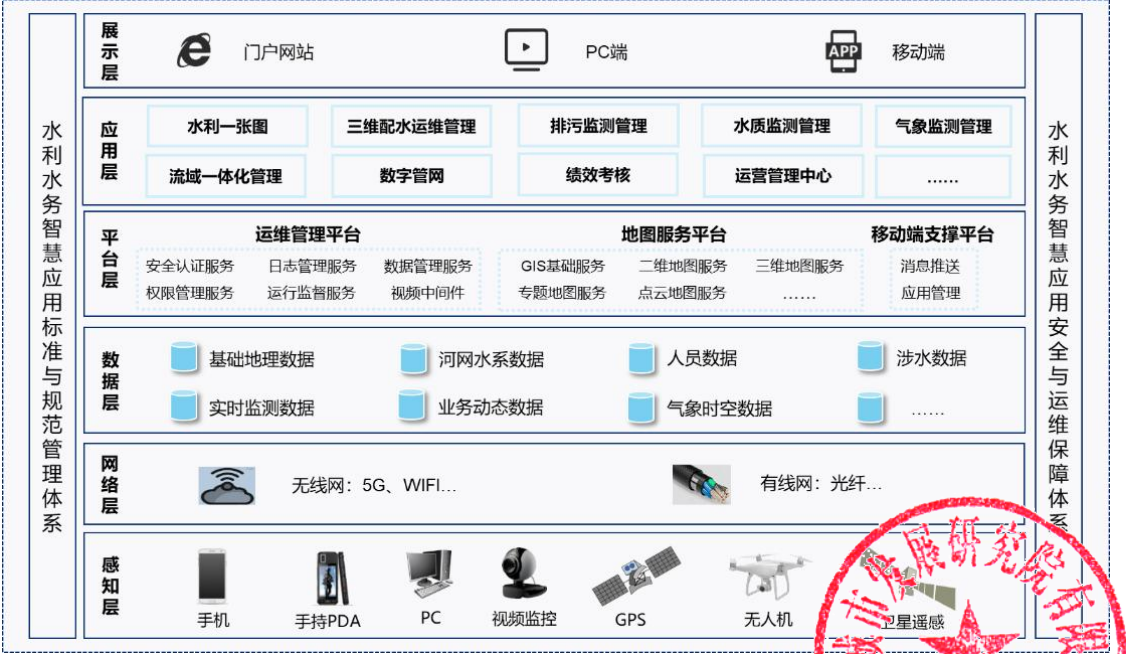 水利水务智慧应用标准与规范管理体系
展示层
门户网站
PC端
APP
移动端
应用层
水利一张图
三维配水运维管理
排污监测管理
水质监测管理
气象监测管理
流域一体化管理
数字管网
绩效考核
运营管理中心
……
平台层
运维管理平台
安全认证服务
日志管理服务
数据管理服务
权限管理服务
运行监督服务
视频中间件
地图服务平台
GIS基础服务
二维地图服务
三维地图服务
专题地图服务
点云地图服务
……
移动端支撑平台
消息推送
应用管理
数据层
基础地理数据
河网水系数据
人员数据
涉水数据
实时监测数据
业务动态数据
气象时空数据
……
网络层
无线网：5G、WIFI...
有线网：光纤...
感知层
手机
手持PDA
PC
视频监控
GPS
无人机
卫星遥感
水利水务智慧应用安全与运维保障体系
市发展研究院有限